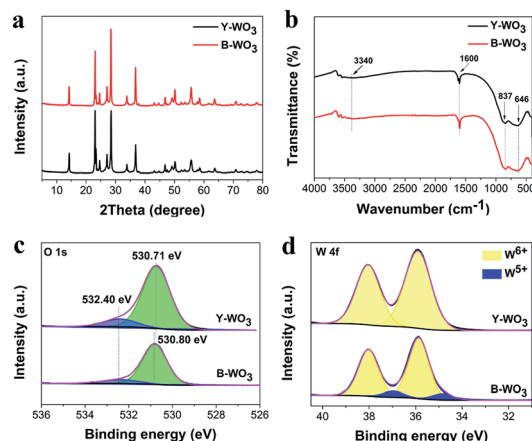 a
Y-WO3
B-WO3
Intensity (a.u.)
10 20 30 40 50 60 70 80
2Theta (degree)
b
Y-WO3
B-WO3
3340
1600
837
646
Transmittance (%)
4000 3500 3000 2500 2000 1500 1000 500
Wavenumber (cm-1)
c
O 1s
530.71 eV
532.40 eV
Y-WO3
530.80 eV
B-WO3
Intensity (a.u.)
536 534 532 530 528 526
Binding energy (eV)
d
W 4f
W6+
W5+
Y-WO3
B-WO3
Intensity (a.u.)
40 38 36 34 32
Binding energy (eV)